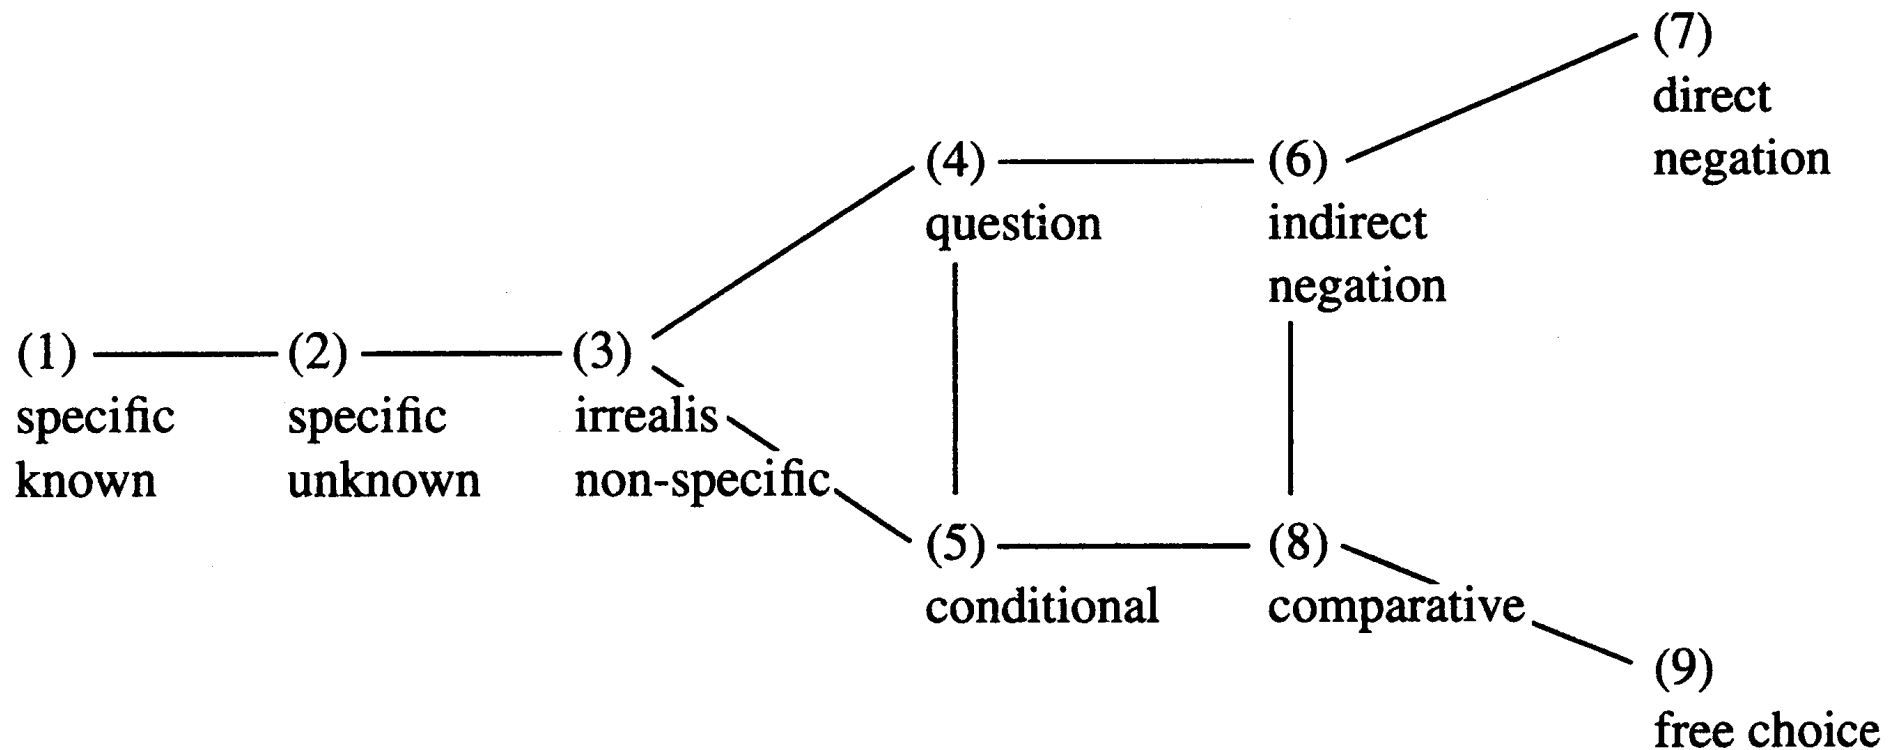 (1)
specific
known
(2)
specific
unknown
(3)
irrealis
non-specific
(4)
question
(5)
conditional
(6)
indirect
negation
(8)
comparative
(7)
direct
negation
(9)
free choice